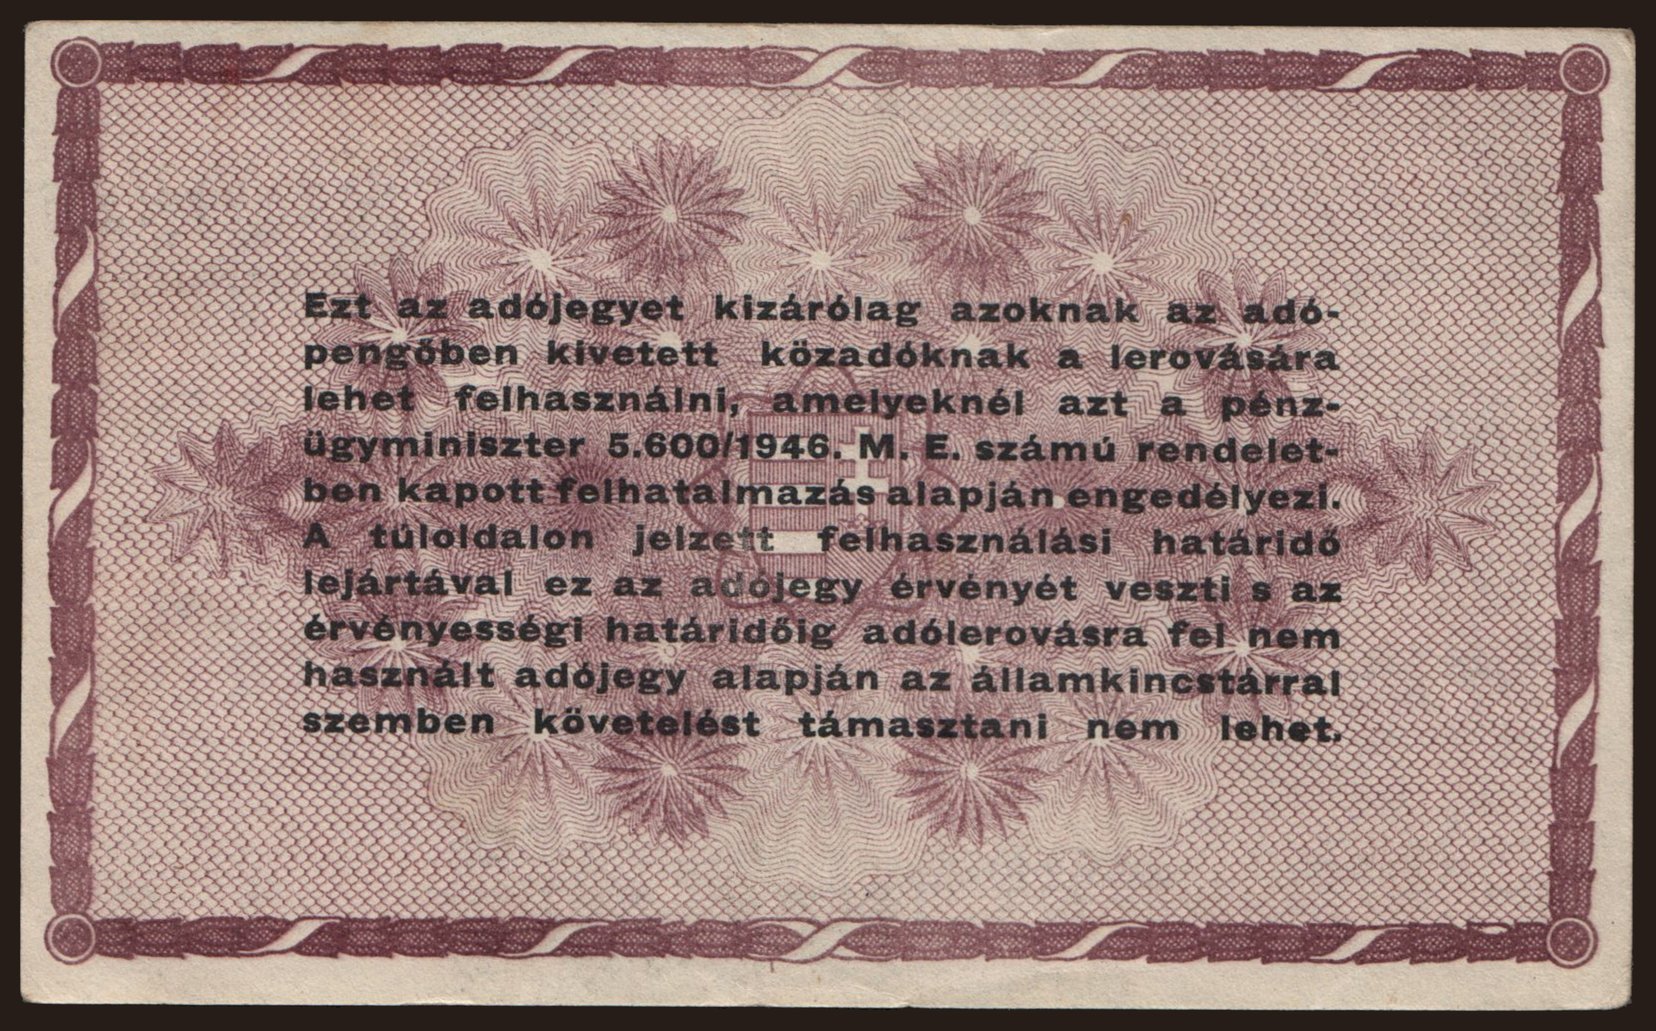 Ezt az adójegyet kizárólag azoknak az adó-
pengőben kivetett közadóknak a lerovására
lehet felhasználni, amelyeknél azt a pénz-
ügyminiszter 5.600/1946. M. E. számú rendelet-
ben kapott felhatalmazás alapján engedélyezi.
A túloldalon jelzett felhasználási határidő
lejártával ez az adójegy érvényét veszti s az
érvényességi határidőig adólerovásra fel nem
használt adójegy alapján az államkincstárral
szemben követelést támasztani nem lehet.